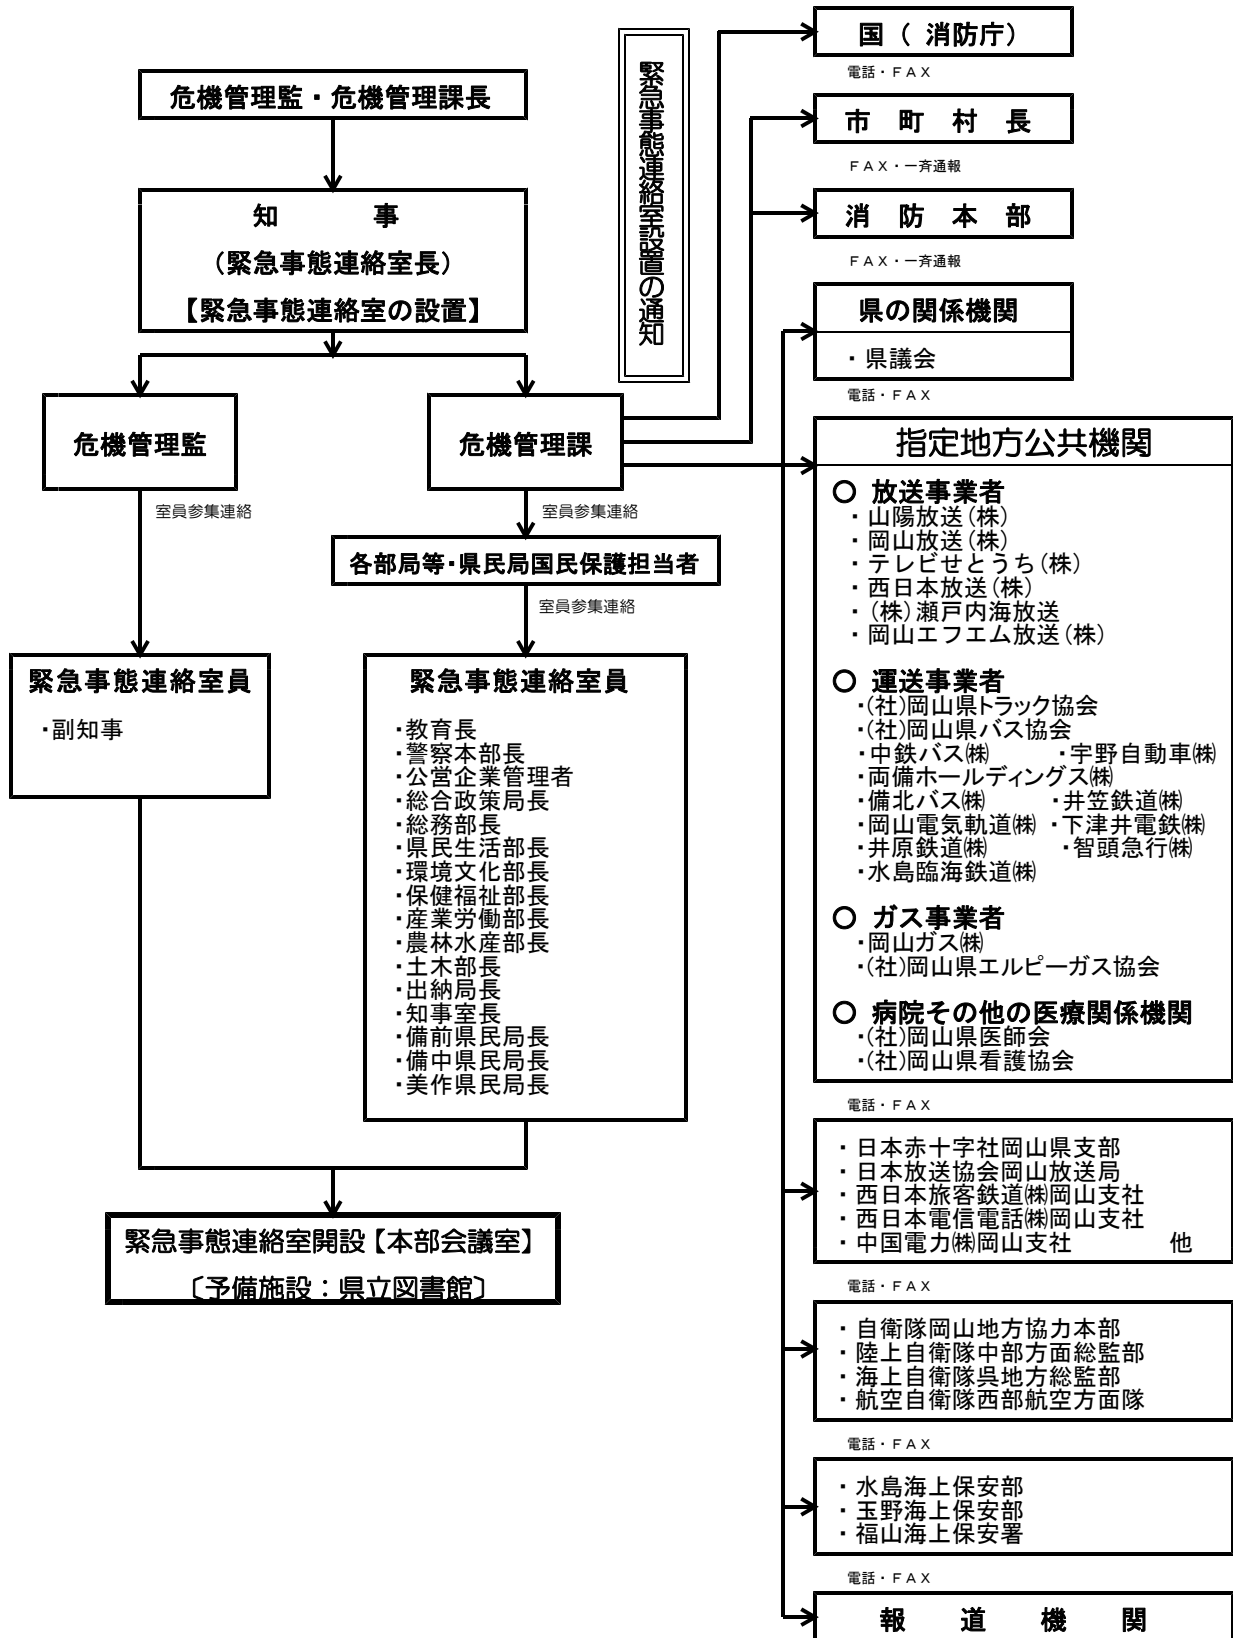 危機管理監・危機管理課長
知　事
（緊急事態連絡室長）
【緊急事態連絡室の設置】
危機管理監
危機管理課
室員参集連絡
室員参集連絡
各部局等・県民局国民保護担当者
室員参集連絡
緊急事態連絡室員
・副知事
緊急事態連絡室員
・教育長
・警察本部長
・公営企業管理者
・総合政策局長
・総務部長
・県民生活部長
・環境文化部長
・保健福祉部長
・産業労働部長
・農林水産部長
・土木部長
・出納局長
・知事室長
・備前県民局長
・備中県民局長
・美作県民局長
緊急事態連絡室開設【本部会議室】
〔予備施設：県立図書館〕
緊急事態連絡室設置の通知
国（ 消防庁）
電話・ＦＡＸ
市　町　村　長
ＦＡＸ・一斉通報
消　防　本　部
ＦＡＸ・一斉通報
県の関係機関
・県議会
電話・ＦＡＸ
指定地方公共機関
○ 放送事業者
・山陽放送（株）
・岡山放送（株）
・テレビせとうち（株）
・西日本放送（株）
・（株）瀬戸内海放送
・岡山エフエム放送（株）
○ 運送事業者
・（社）岡山県トラック協会
・（社）岡山県バス協会
・中鉄バス㈱　・宇野自動車㈱
・両備ホールディングス㈱
・備北バス㈱　・井笠鉄道㈱
・岡山電気軌道㈱　・下津井電鉄㈱
・井原鉄道㈱　・智頭急行㈱
・水島臨海鉄道㈱
○ ガス事業者
・岡山ガス㈱
・（社）岡山県エルピーガス協会
○ 病院その他の医療関係機関
・（社）岡山県医師会
・（社）岡山県看護協会
電話・ＦＡＸ
・日本赤十字社岡山県支部
・日本放送協会岡山放送局
・西日本旅客鉄道㈱岡山支社
・西日本電信電話㈱岡山支社
・中国電力㈱岡山支社　他
電話・ＦＡＸ
・自衛隊岡山地方協力本部
・陸上自衛隊中部方面総監部
・海上自衛隊呉地方総監部
・航空自衛隊西部航空方面隊
電話・ＦＡＸ
・水島海上保安部
・玉野海上保安部
・福山海上保安署
電話・ＦＡＸ
報　道　機　関